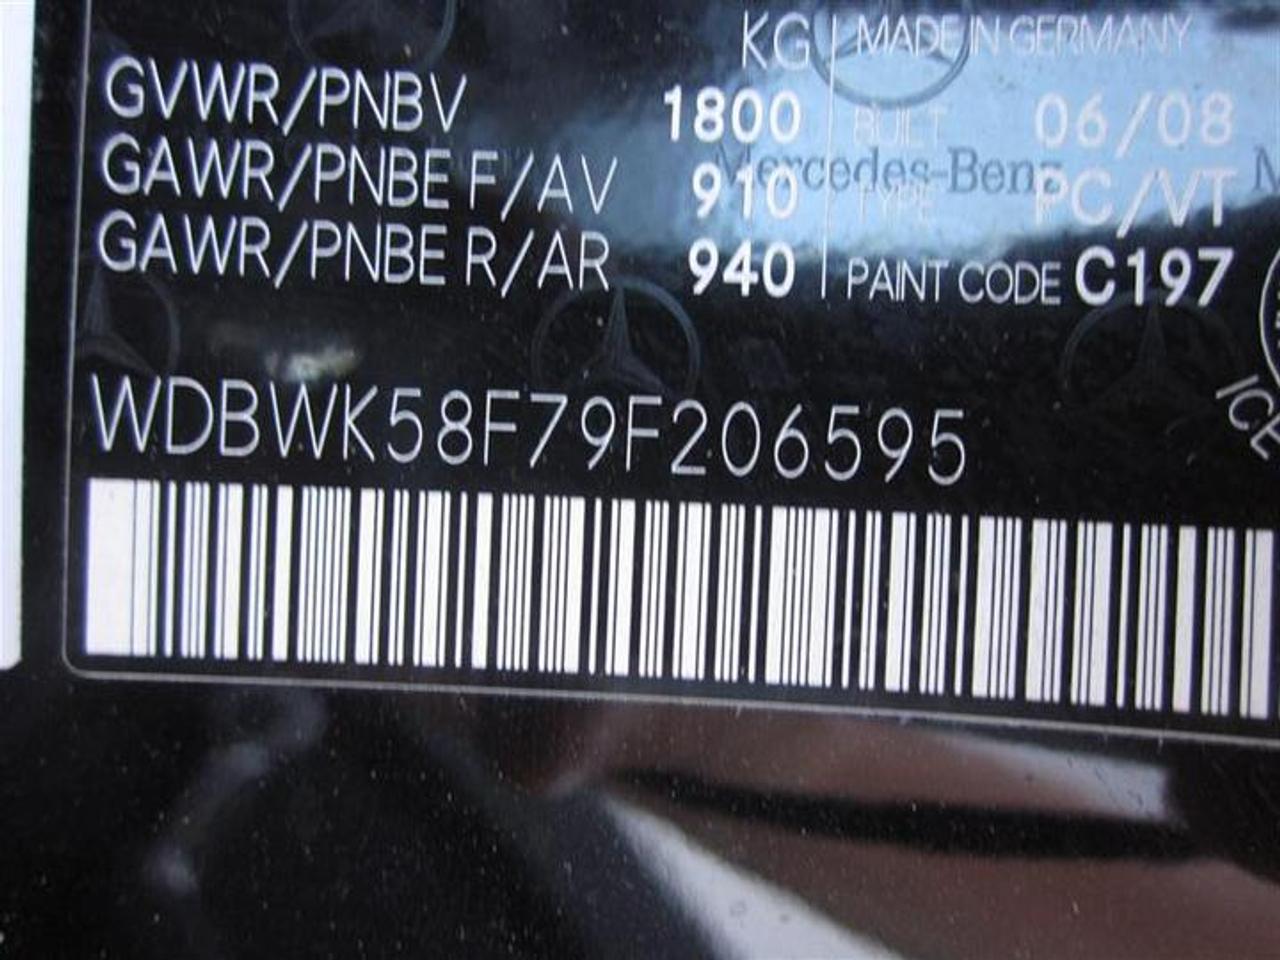 KG MADE IN GERMANY
GVWR/PNBV 1800 BUILT 06/08
GAWR/PNBE F/AV 910 TYPE PC/VT
Mercedes-Benz
GAWR/PNBE R/AR 940 PAINT CODE C197
WDBWK58F79F206595
ICE